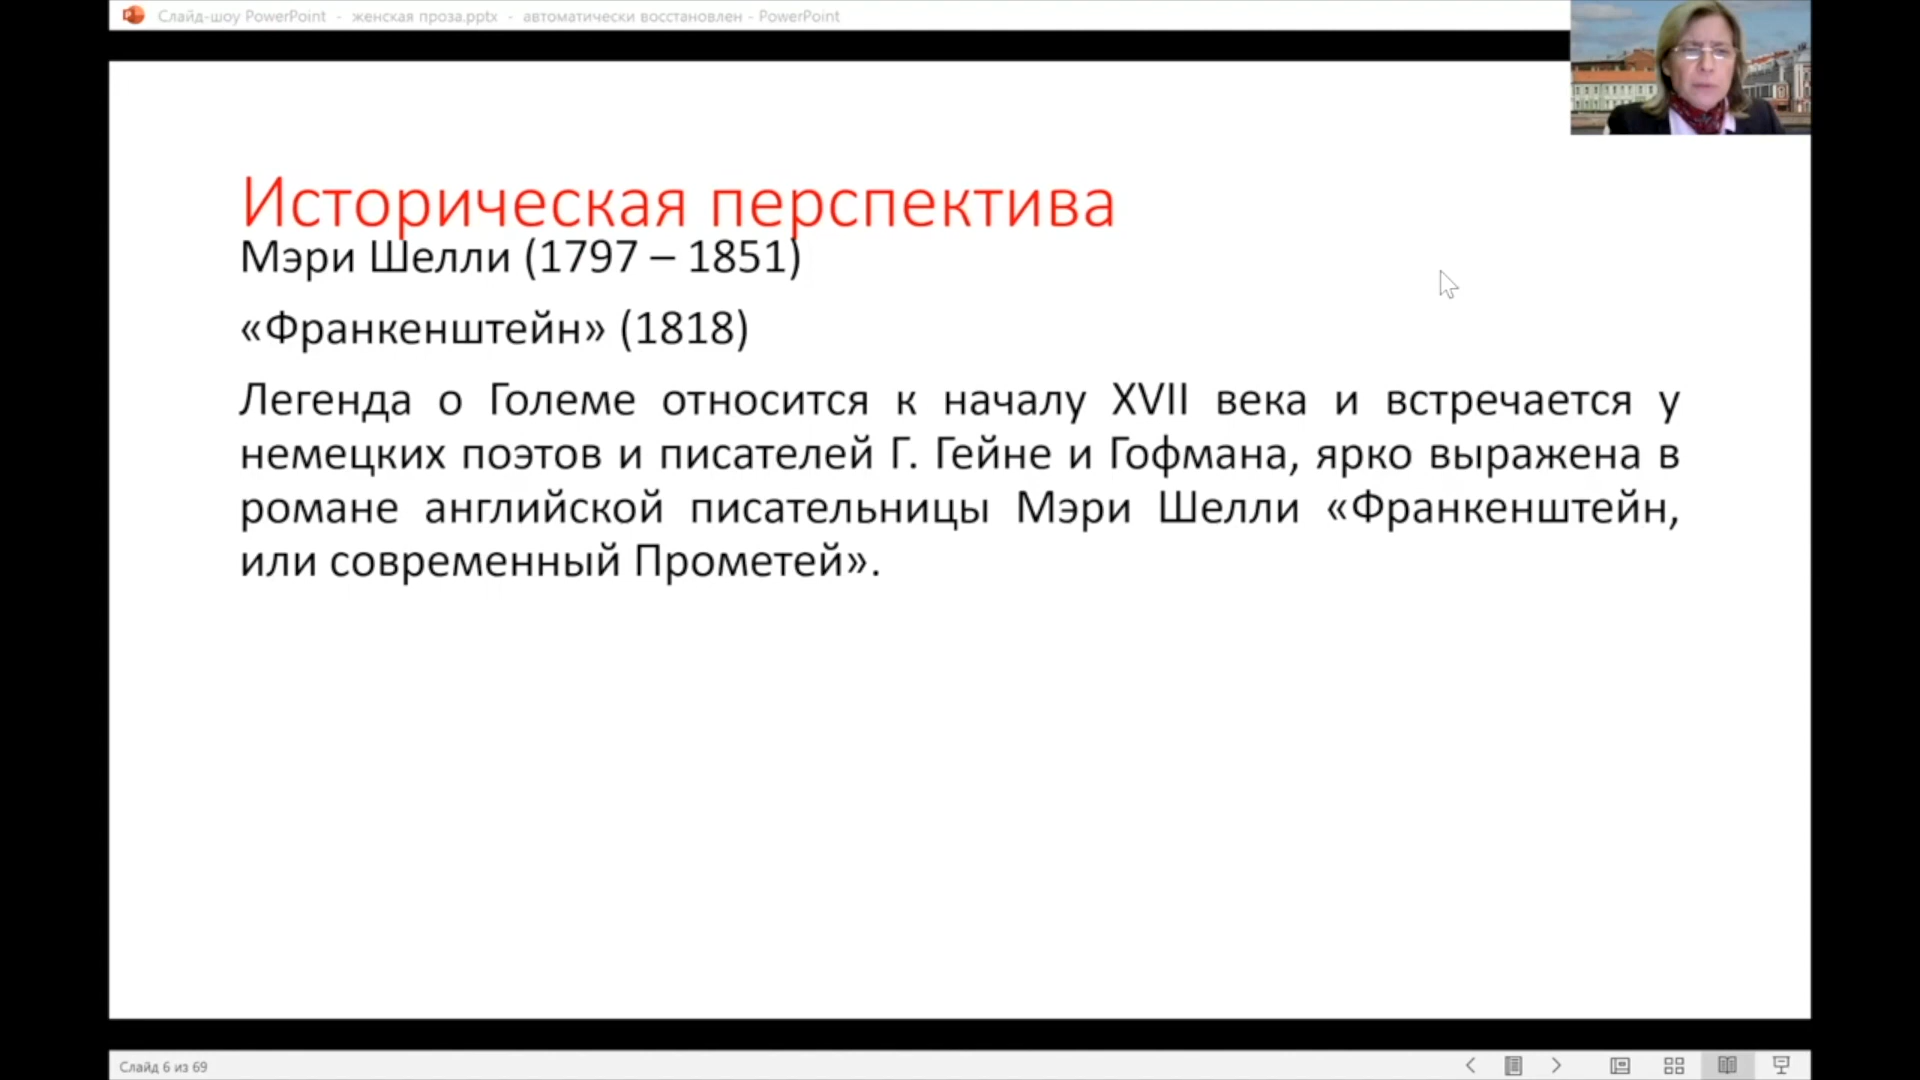 Слайд-шоу PowerPoint - женская проза.pptx - автоматически восстановлен - PowerPoint
Историческая перспектива
Мэри Шелли (1797 – 1851)
«Франкенштейн» (1818)
Легенда о Големе относится к началу XVII века и встречается у
немецких поэтов и писателей Г. Гейне и Гофмана, ярко выражена в
романе английской писательницы Мэри Шелли «Франкенштейн,
или современный Прометей».
Слайд 6 из 69